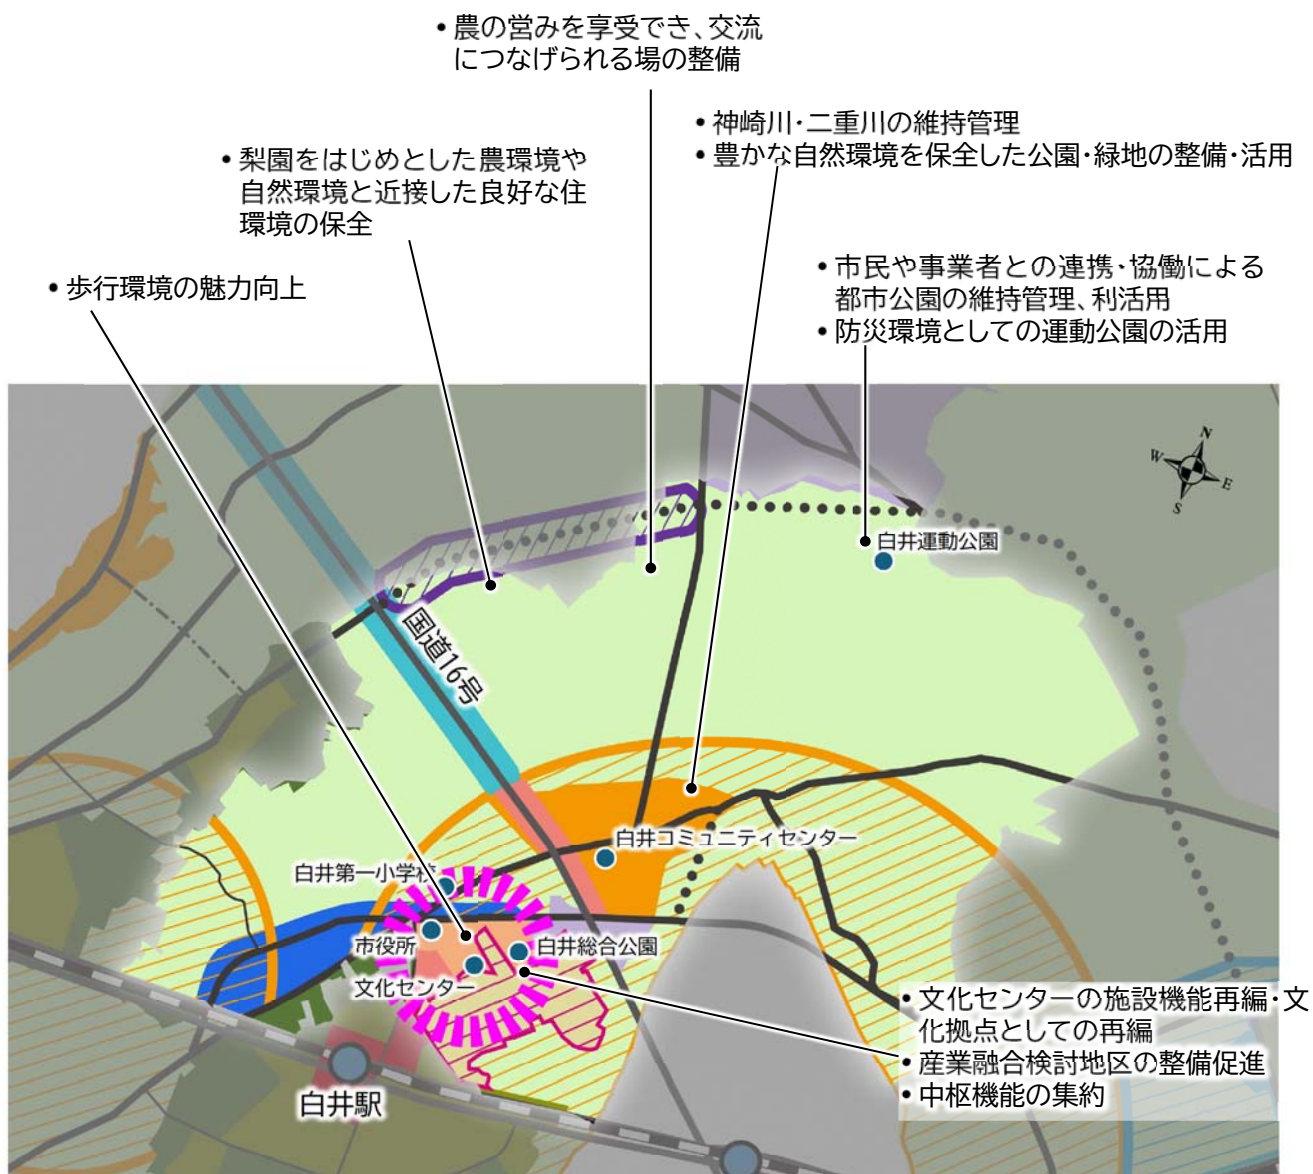 • 農の営みを享受でき、交流
につなげられる場の整備
• 神崎川・二重川の維持管理
• 豊かな自然環境を保全した公園・緑地の整備・活用
• 梨園をはじめとした農環境や
自然環境と近接した良好な住
環境の保全
• 市民や事業者との連携・協働による
都市公園の維持管理、利活用
• 防災環境としての運動公園の活用
• 歩行環境の魅力向上
N
W
E
S
白井運動公園
国道16号
白井コミュニティセンター
白井第一小学校
市役所
白井総合公園
文化センター
• 文化センターの施設機能再編・文
化拠点としての再編
• 産業融合検討地区の整備促進
• 中枢機能の集約
白井駅